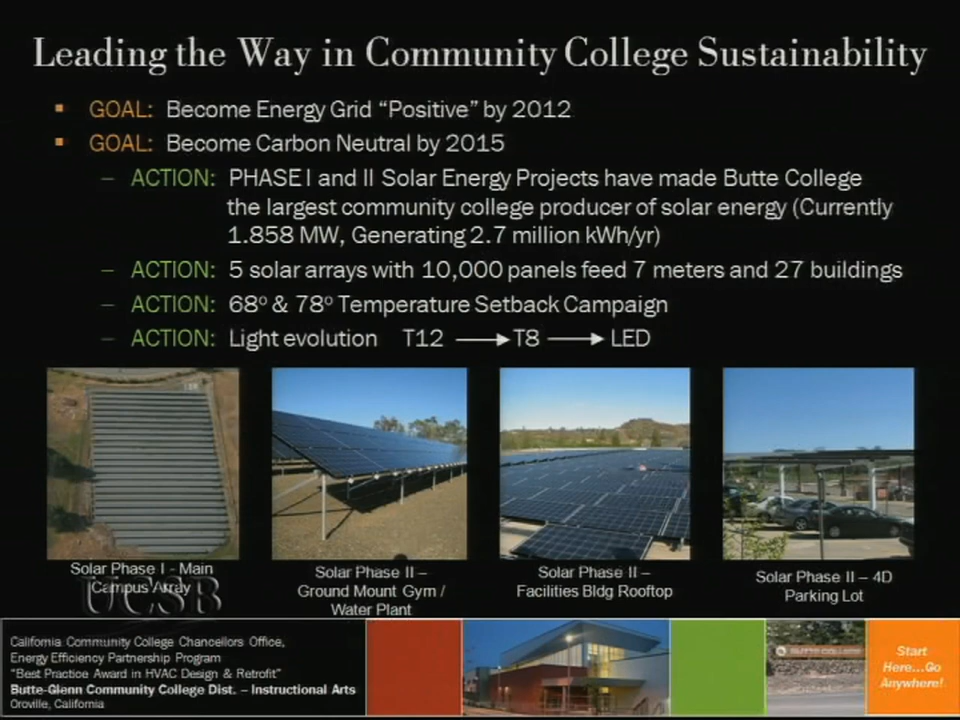 Leading the Way in Community College Sustainability
▪ GOAL: Become Energy Grid “Positive” by 2012
▪ GOAL: Become Carbon Neutral by 2015
– ACTION: PHASE I and II Solar Energy Projects have made Butte College
the largest community college producer of solar energy (Currently
1.858 MW, Generating 2.7 million kWh/yr)
– ACTION: 5 solar arrays with 10,000 panels feed 7 meters and 27 buildings
– ACTION: 68º & 78º Temperature Setback Campaign
– ACTION: Light evolution T12 → T8 → LED
Solar Phase I - Main
Campus Array
Solar Phase II –
Ground Mount Gym /
Water Plant
Solar Phase II –
Facilities Bldg Rooftop
Solar Phase II – 4D
Parking Lot
UCSB
California Community College Chancellors Office,
Energy Efficiency Partnership Program
“Best Practice Award in HVAC Design & Retrofit”
Butte-Glenn Community College Dist. – Instructional Arts
Oroville, California
BUTTE COLLEGE
Start
Here...Go
Anywhere!